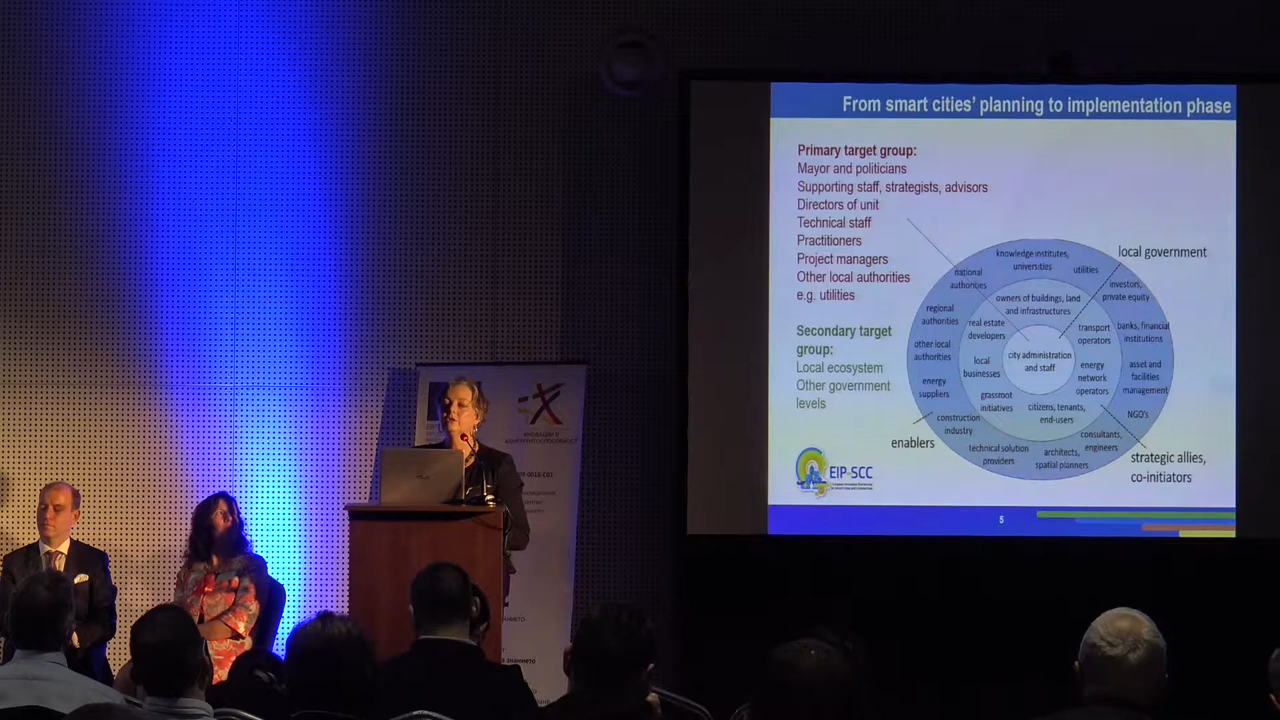 From smart cities' planning to implementation phase
Primary target group:
Mayor and politicians
Supporting staff, strategists, advisors
Directors of unit
Technical staff
Practitioners
Project managers
Other local authorities
e.g. utilities
Secondary target
group:
Local ecosystem
Other government
levels
local government
knowledge institutes,
universities
utilities
national
authorities
investors,
private equity
owners of buildings, land
and infrastructures
regional
authorities
real estate
developers
transport
operators
banks, financial
institutions
other local
authorities
city administration
and staff
local
businesses
energy
network
operators
asset and
facilities
management
energy
suppliers
grassroot
initiatives
citizens, tenants,
end-users
NGO's
construction
industry
consultants,
engineers
enablers
technical solution
providers
architects,
spatial planners
strategic allies,
co-initiators
EIP-SCC
5
ИНОВАЦИИ И
КОНКУРЕНТОСПОСОБНОСТ